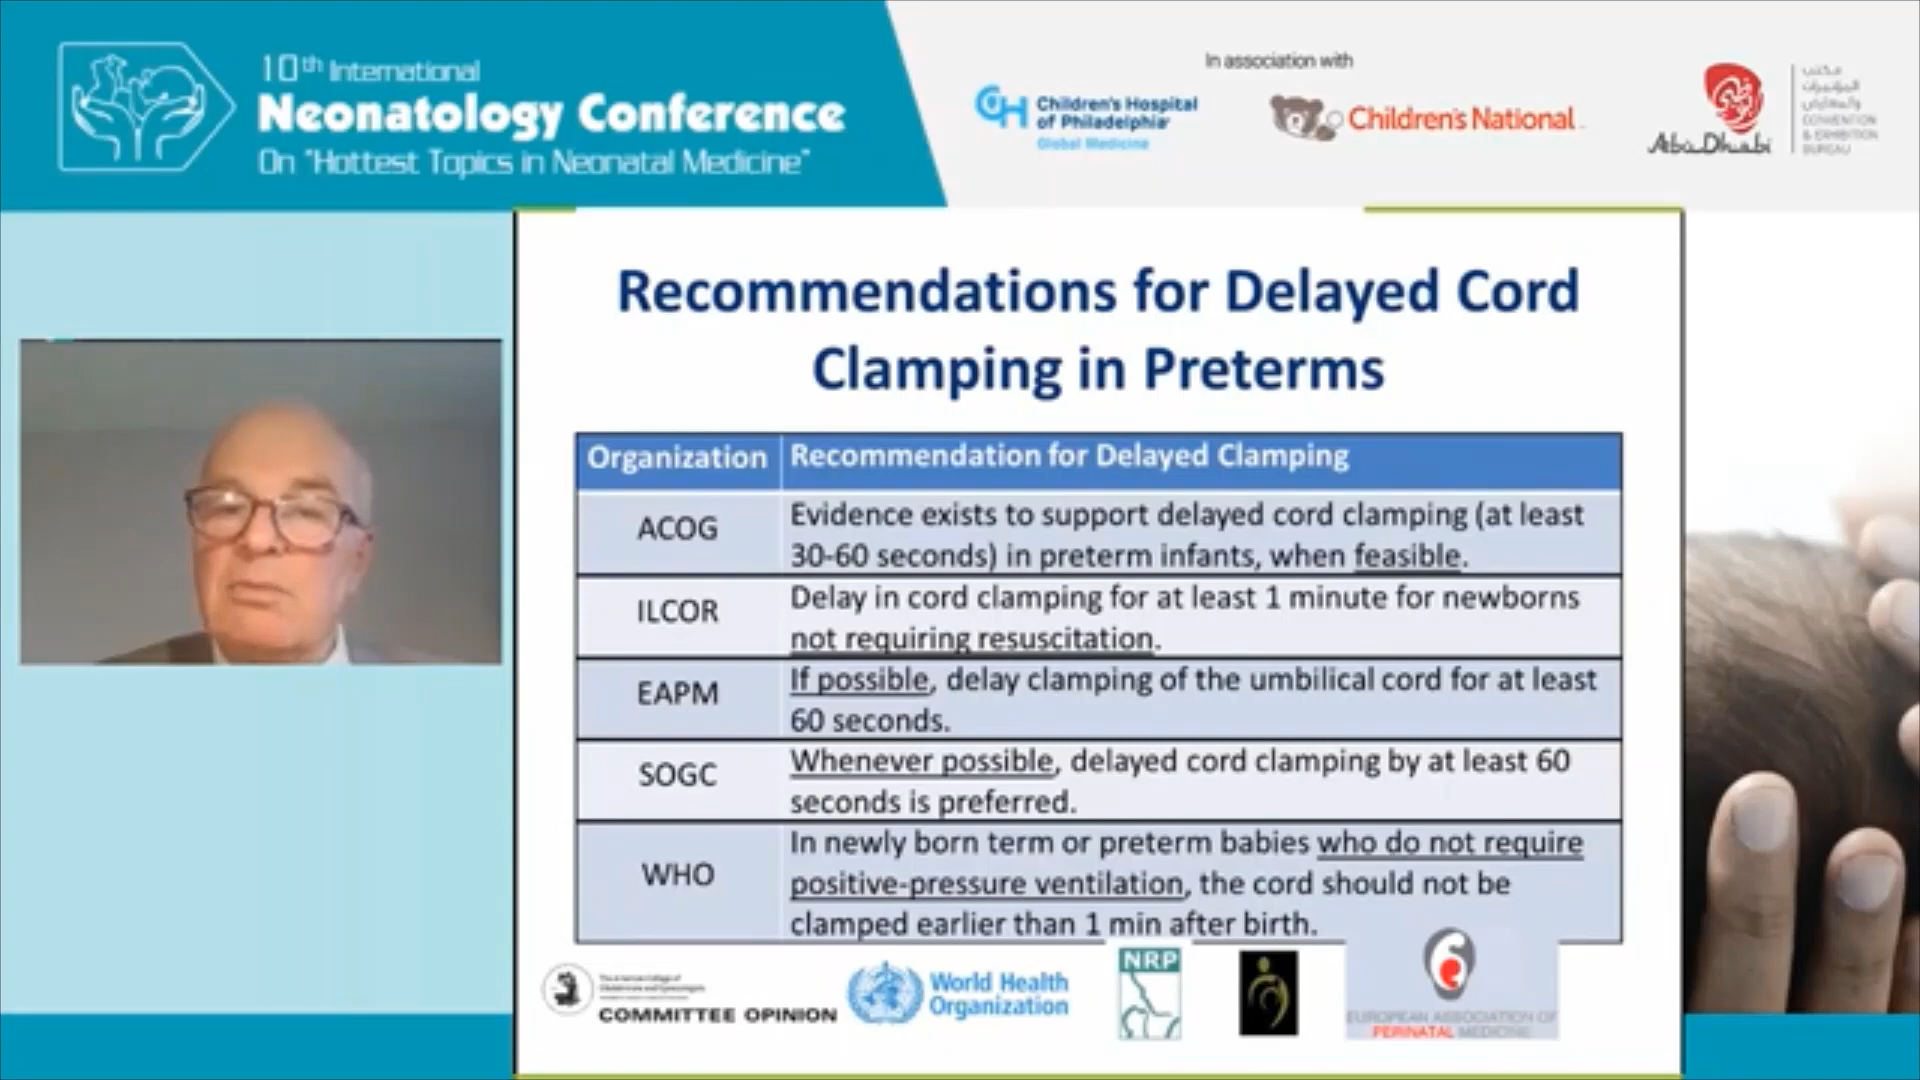 10th International
Neonatology Conference
On "Hottest Topics in Neonatal Medicine"
In association with
Children's Hospital
of Philadelphia
Global Medicine
Children's National
Abu Dhabi
CONVENTION
& EXHIBITION
BUREAU
Recommendations for Delayed Cord
Clamping in Preterms
Organization
Recommendation for Delayed Clamping
ACOG
Evidence exists to support delayed cord clamping (at least
30-60 seconds) in preterm infants, when feasible.
ILCOR
Delay in cord clamping for at least 1 minute for newborns
not requiring resuscitation.
EAPM
If possible, delay clamping of the umbilical cord for at least
60 seconds.
SOGC
Whenever possible, delayed cord clamping by at least 60
seconds is preferred.
WHO
In newly born term or preterm babies who do not require
positive-pressure ventilation, the cord should not be
clamped earlier than 1 min after birth.
COMMITTEE OPINION
World Health
Organization
NRP
EUROPEAN ASSOCIATION OF
PERINATAL MEDICINE